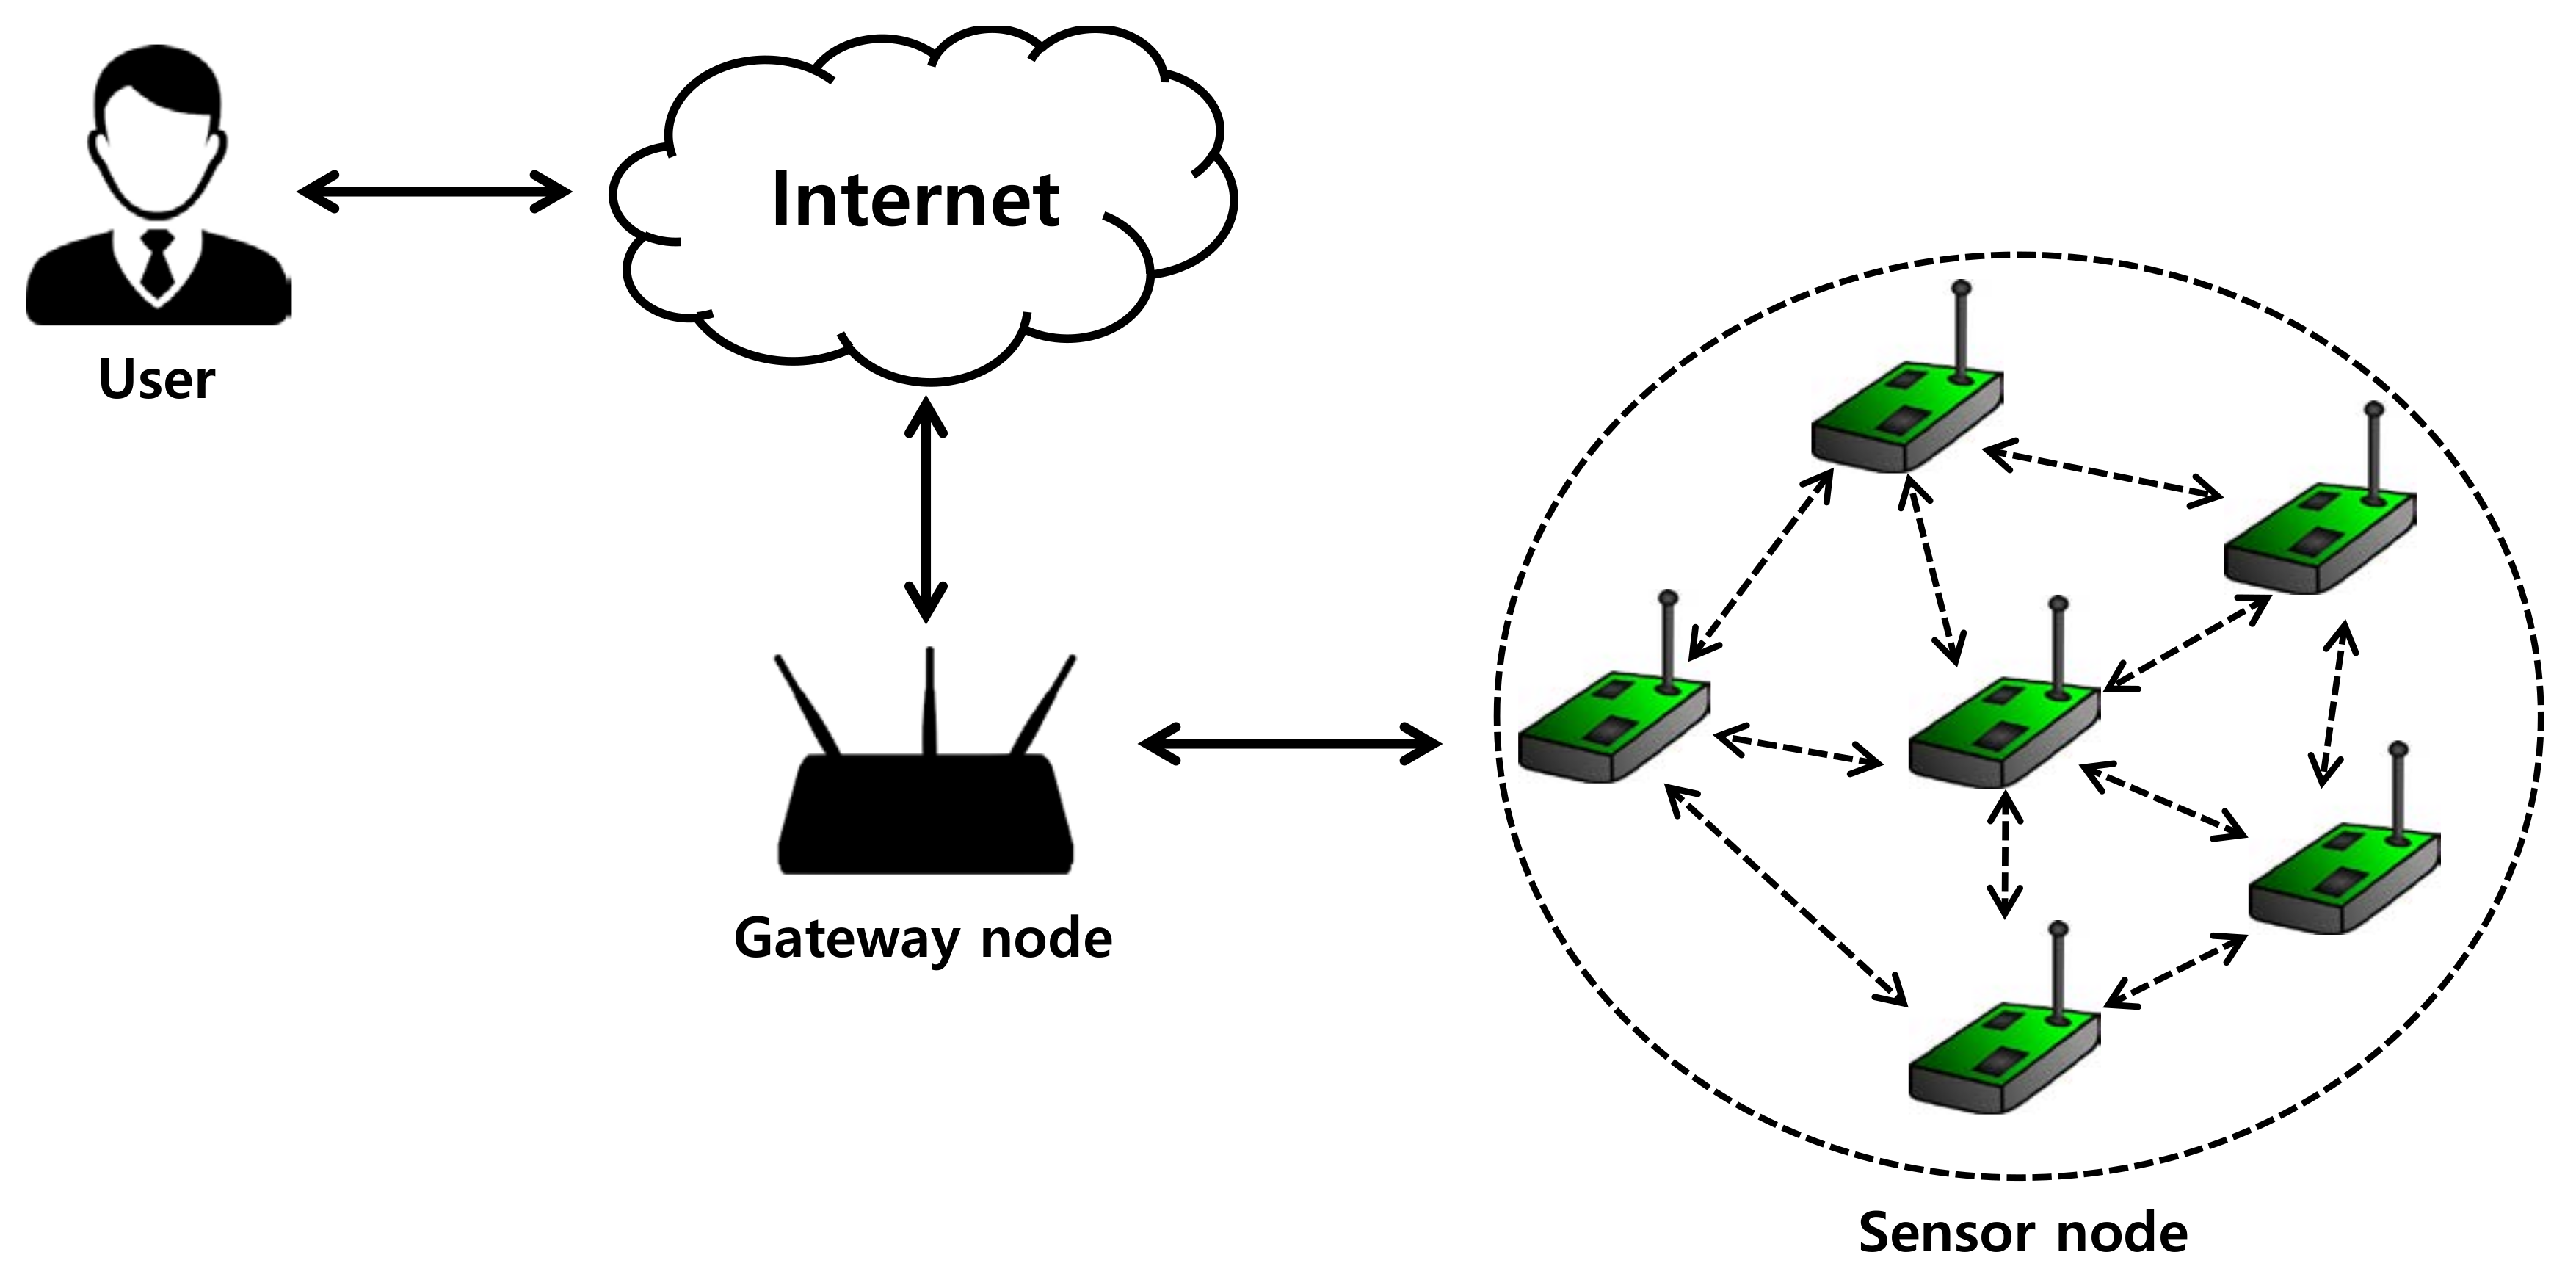 Internet
User
Gateway node
Sensor node